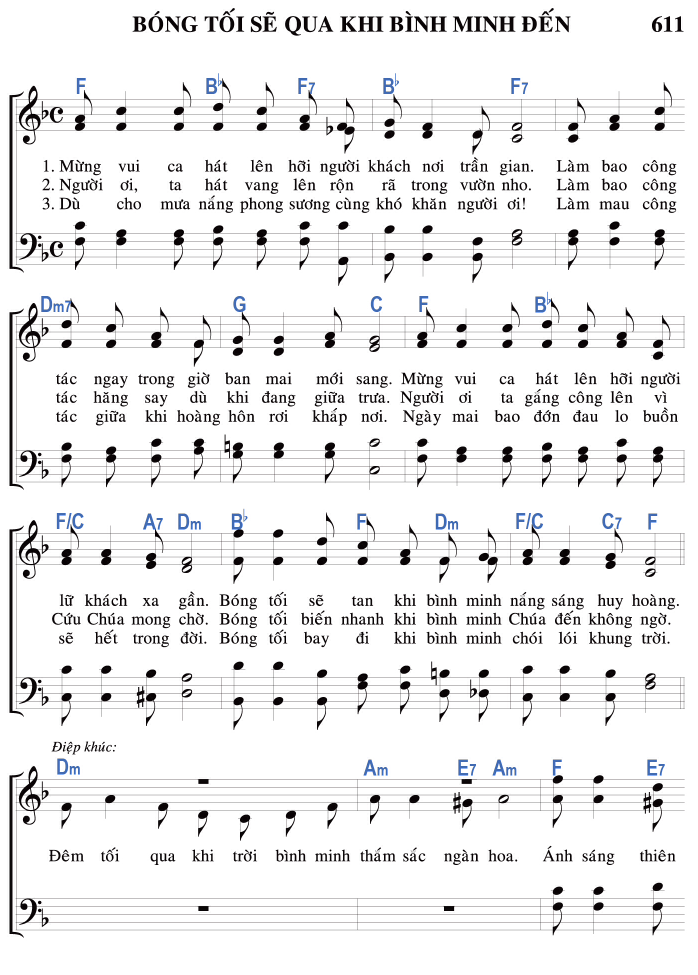 BÓNG TỐI SẼ QUA KHI BÌNH MINH ĐẾN 611
F B♭ F7 B♭ F7
1. Mừng vui ca hát lên hỡi người khách nơi trần gian. Làm bao công
2. Người ơi, ta hát vang lên rộn rã trong vườn nho. Làm bao công
3. Dù cho mưa nắng phong sương cùng khó khăn người ơi! Làm mau công
Dm7 G C F B♭
tác ngay trong giờ ban mai mới sang. Mừng vui ca hát lên hỡi người
tác hăng say dù khi đang giữa trưa. Người ơi ta gấng công lên vì
tác giữa khi hoàng hôn rơi khắp nơi. Ngày mai bao đớn đau lo buồn
F/C A7 Dm B♭ F Dm F/C C7 F
lữ khách xa gần. Bóng tối sẽ tan khi bình minh nắng sáng huy hoàng.
Cứu Chúa mong chờ. Bóng tối biến nhanh khi bình minh Chúa đến không ngờ.
sẽ hết trong đời. Bóng tối bay đi khi bình minh chói lói khung trời.
Điệp khúc:
Dm Am E7 Am F E7
Đêm tối qua khi trời bình minh thắm sắc ngàn hoa. Ánh sáng thiên